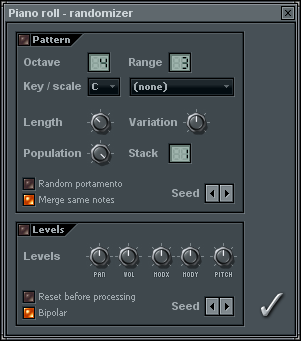 Piano roll - randomizer
Pattern
Octave 4 Range 3
Key / scale C (none)
Length Variation
Population Stack 1
Random portamento
Merge same notes
Seed
Levels
Levels
PAN VOL MODX MODY PITCH
Reset before processing
Bipolar
Seed